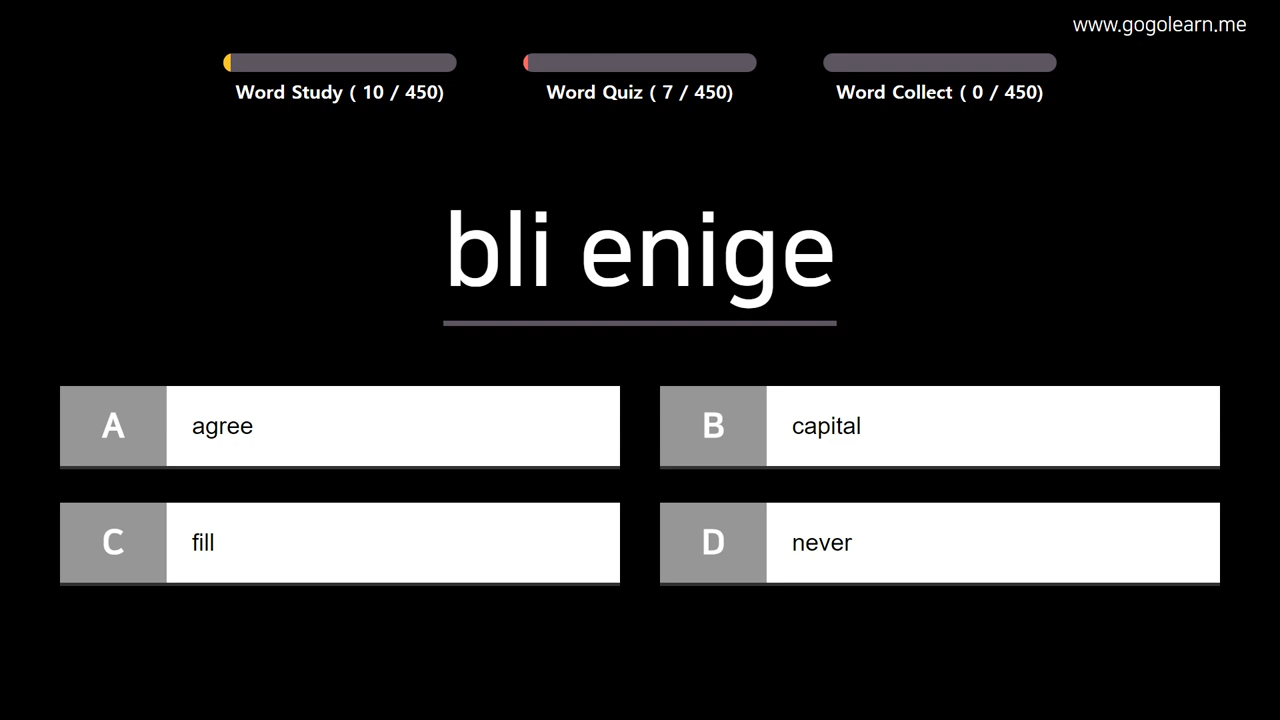 www.gogolearn.me
Word Study ( 10 / 450)
Word Quiz ( 7 / 450)
Word Collect ( 0 / 450)
bli enige
A agree
B capital
C fill
D never